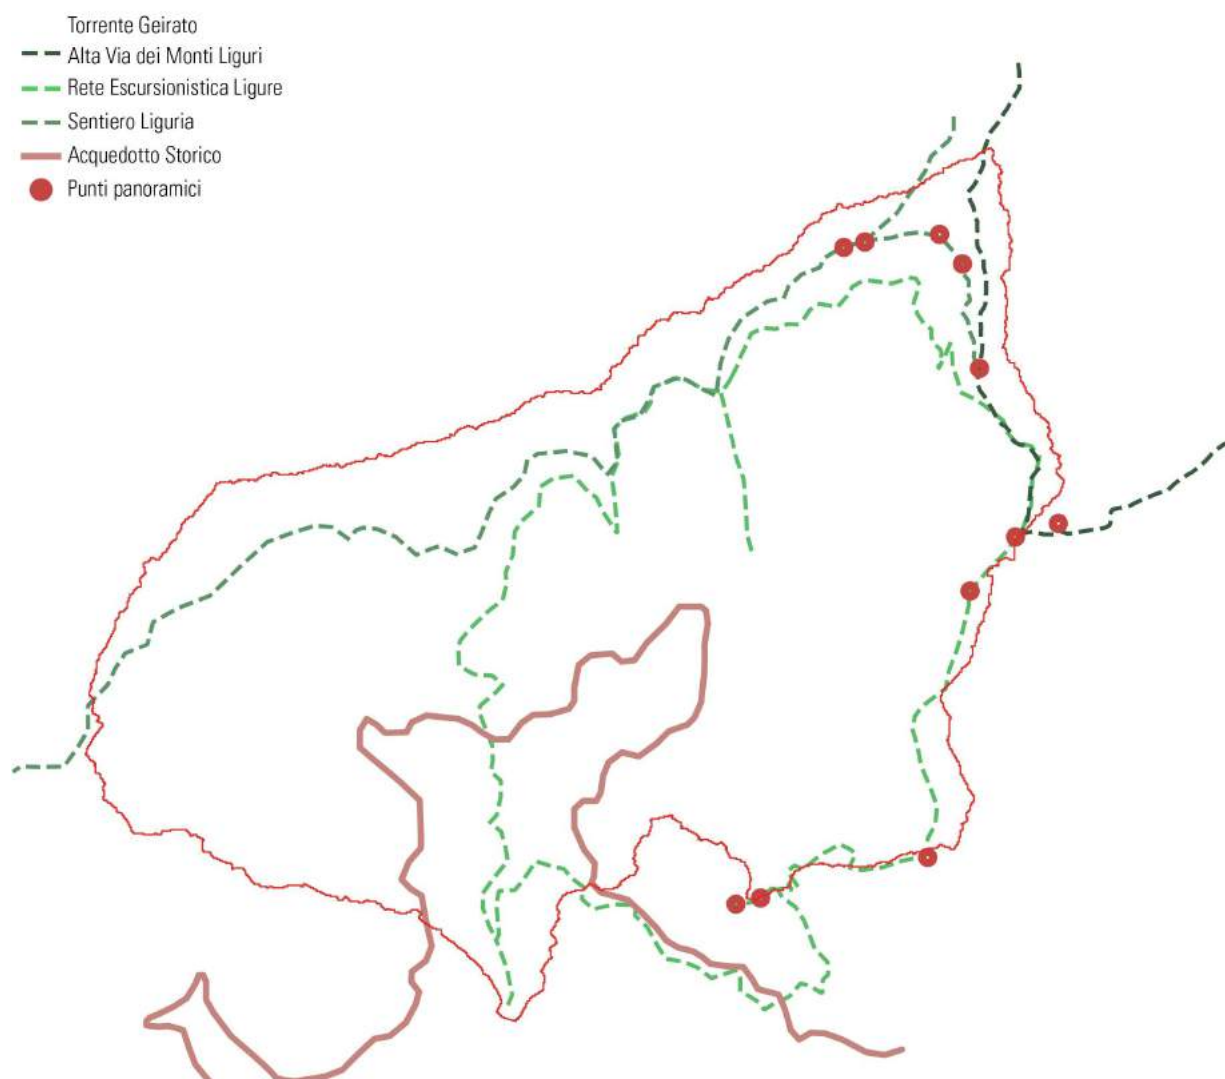 Torrente Geirato
Alta Via dei Monti Liguri
Rete Escursionistica Ligure
Sentiero Liguria
Acquedotto Storico
Punti panoramici